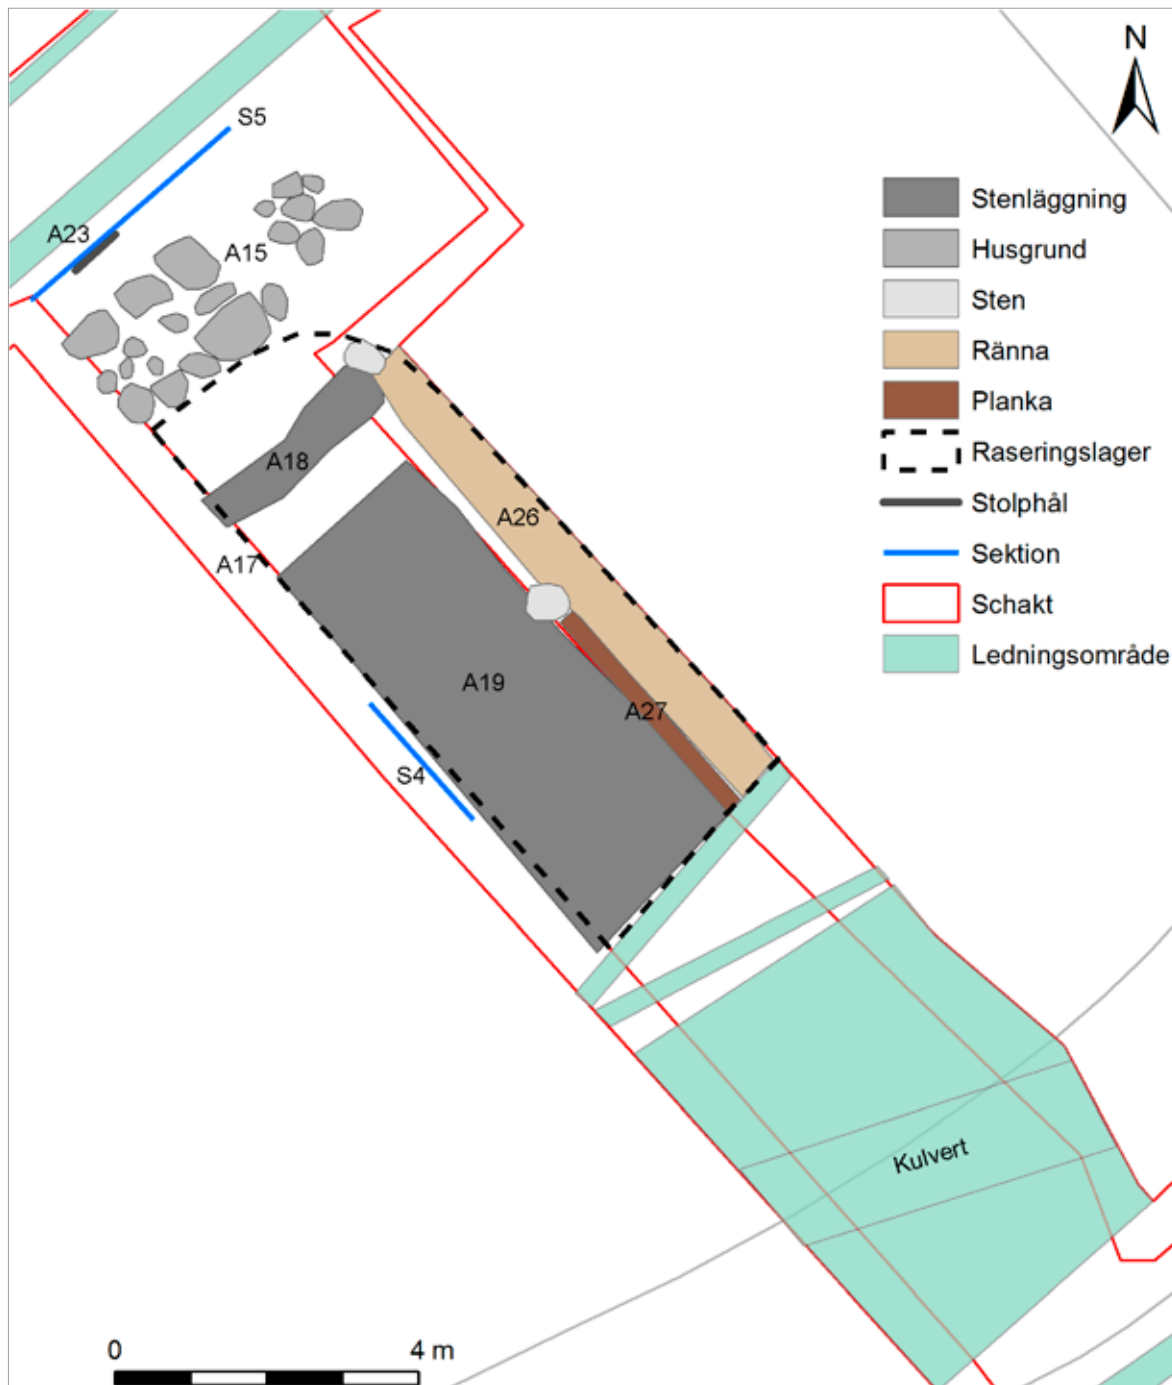 N
S5
A23
A15
Stenläggning
Husgrund
Sten
Ränna
Planka
Raseringslager
Stolphål
Sektion
Schakt
Ledningsområde
A18
A26
A17
A19
A27
S4
Kulvert
0 4 m